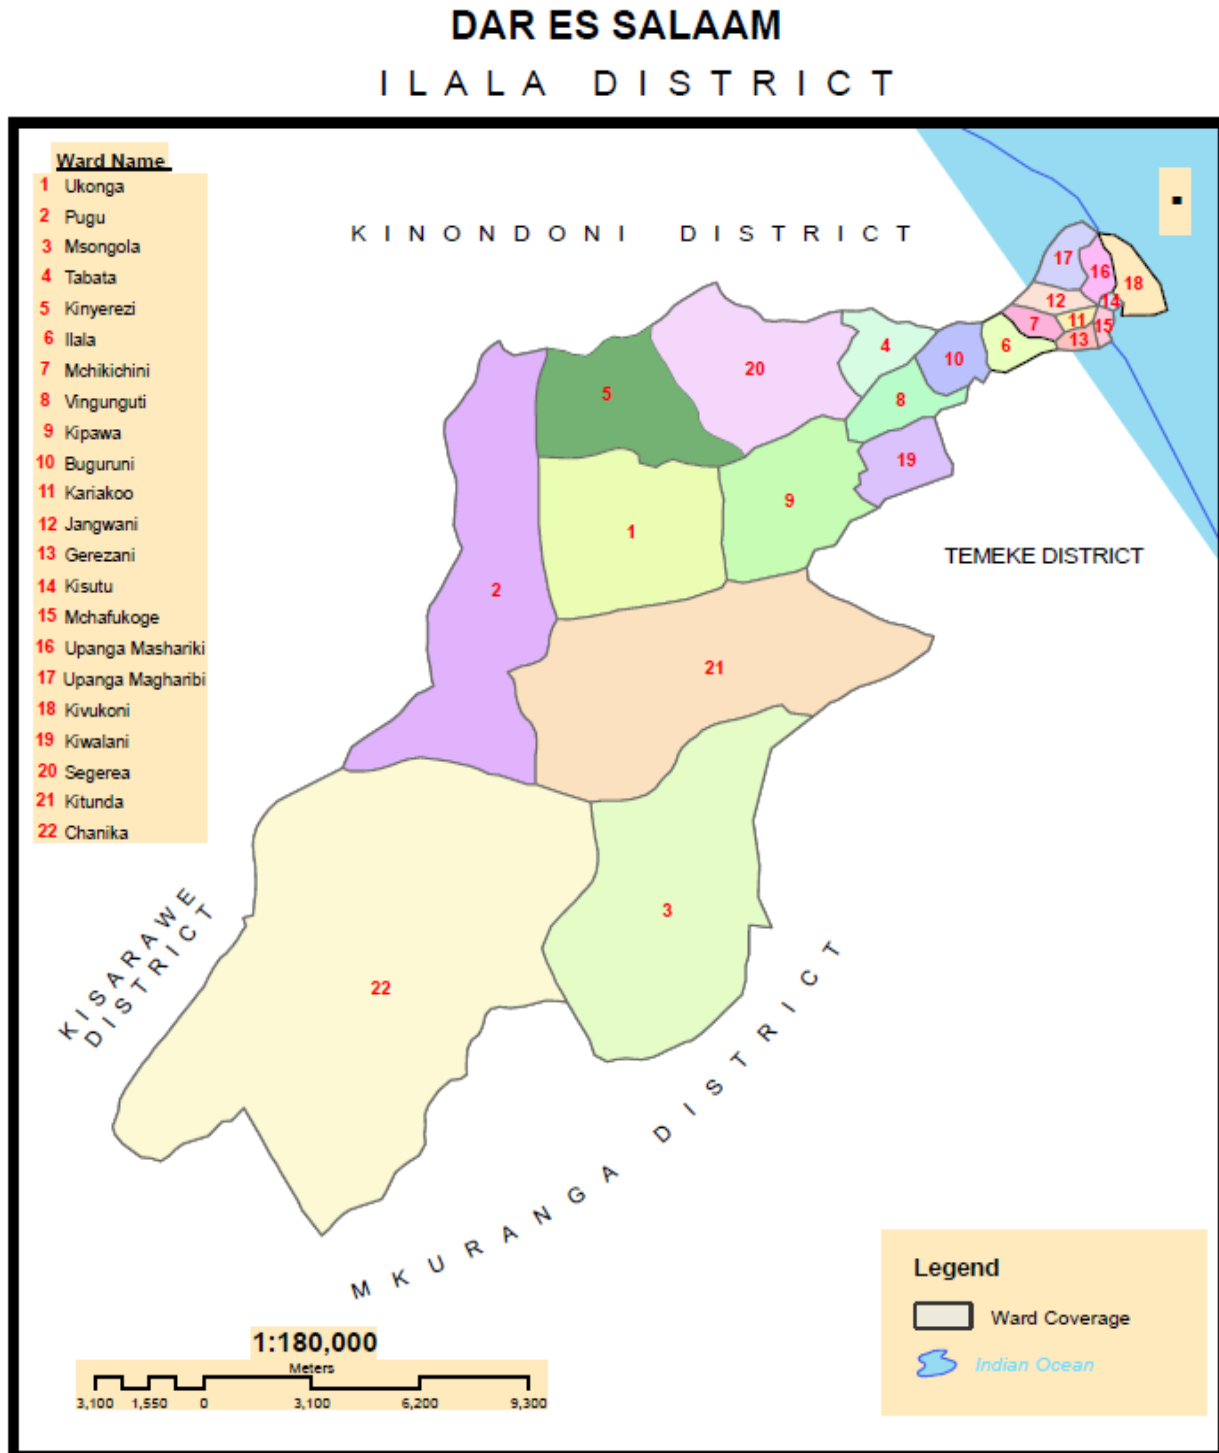 DAR ES SALAAM
ILALA DISTRICT
Ward Name
1 Ukonga
2 Pugu
3 Msongola
4 Tabata
5 Kinyerezi
6 Ilala
7 Mchikichini
8 Vingunguti
9 Kipawa
10 Buguruni
11 Kariakoo
12 Jangwani
13 Gerezani
14 Kisutu
15 Mchafukoge
16 Upanga Mashariki
17 Upanga Magharibi
18 Kivukoni
19 Kiwalani
20 Segerea
21 Kitunda
22 Chanika
KINONDONI DISTRICT
17
16
18
12
14
7
11
15
13
6
4
10
20
5
8
19
9
1
TEMEKE DISTRICT
2
21
3
22
KISARAWE
DISTRICT
MKURANGA DISTRICT
1:180,000
Meters
3,100 1,550 0 3,100 6,200 9,300
Legend
Ward Coverage
Indian Ocean